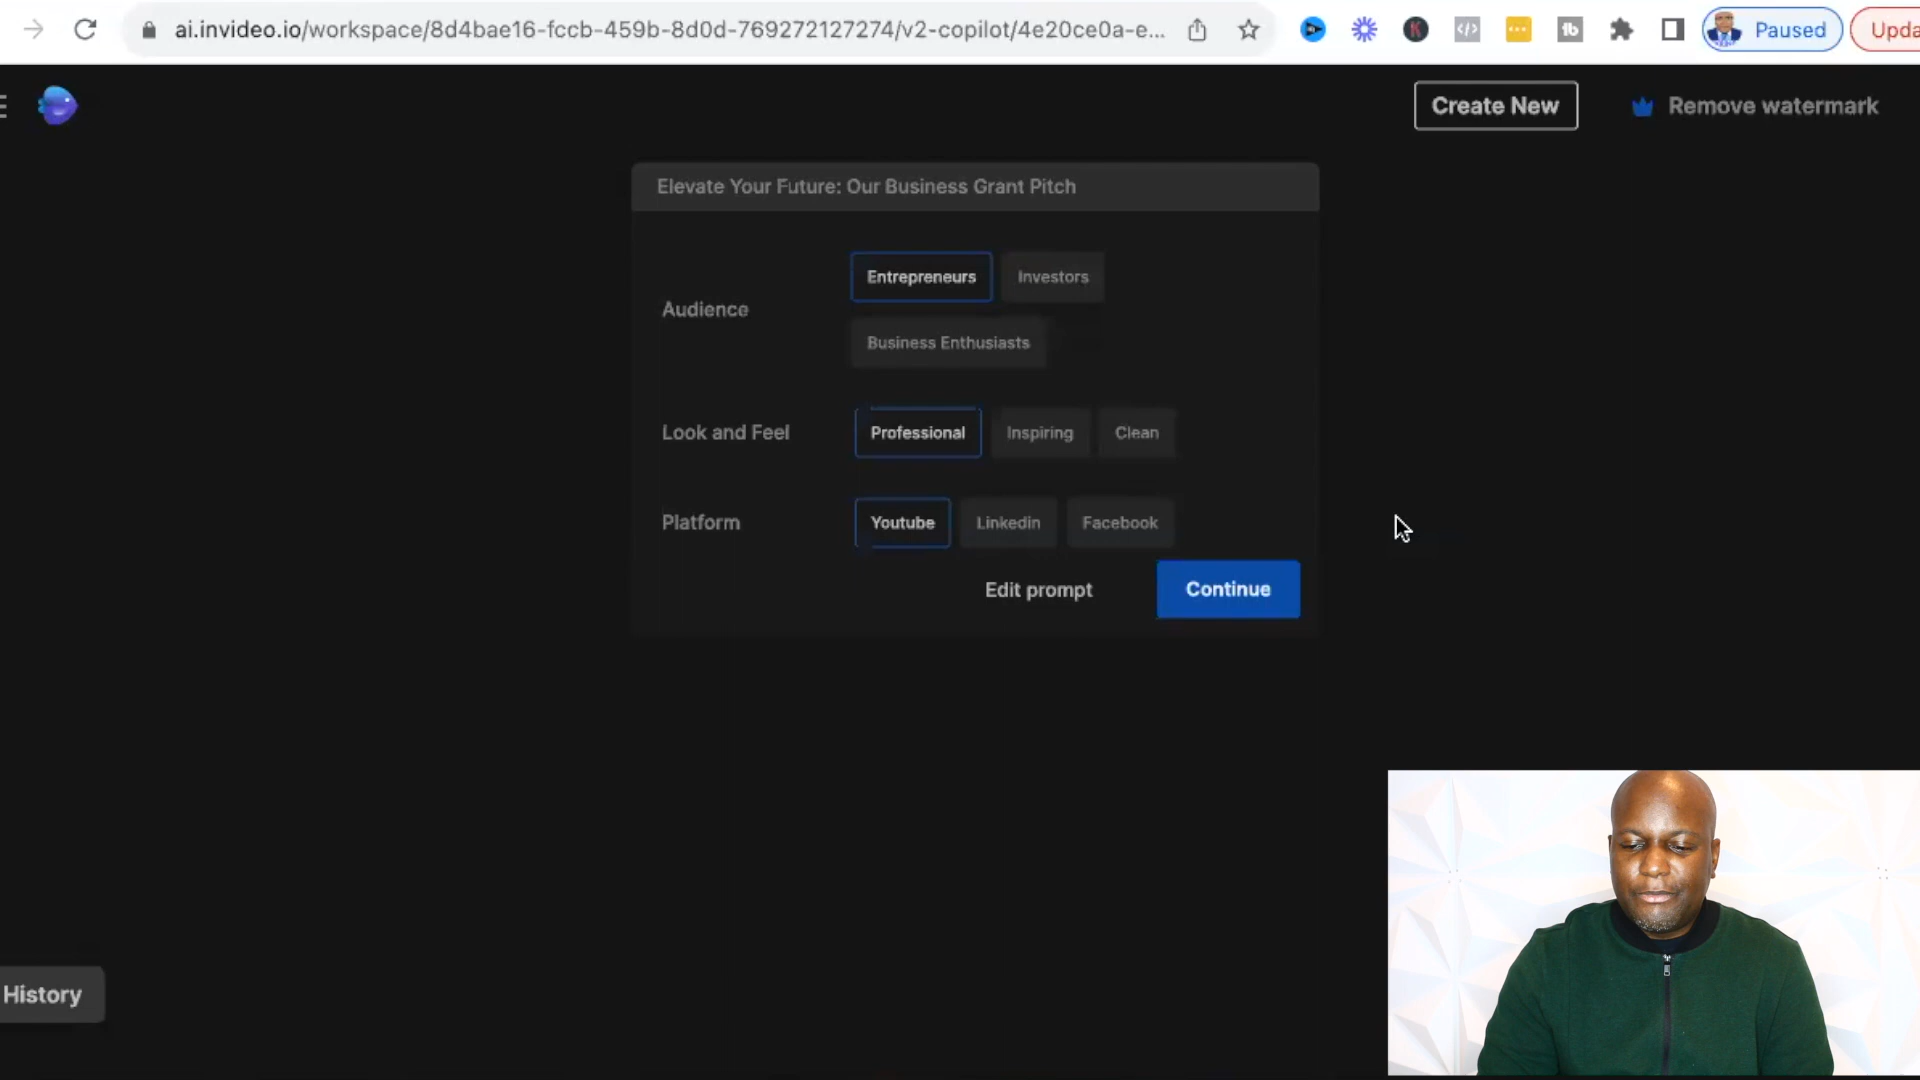 ai.invideo.io/workspace/8d4bae16-fccb-459b-8d0d-769272127274/v2-copilot/4e20ce0a-e...
Paused
Upda
Create New
Remove watermark
Elevate Your Future: Our Business Grant Pitch
Audience
Entrepreneurs
Investors
Business Enthusiasts
Look and Feel
Professional
Inspiring
Clean
Platform
Youtube
Linkedin
Facebook
Edit prompt
Continue
History